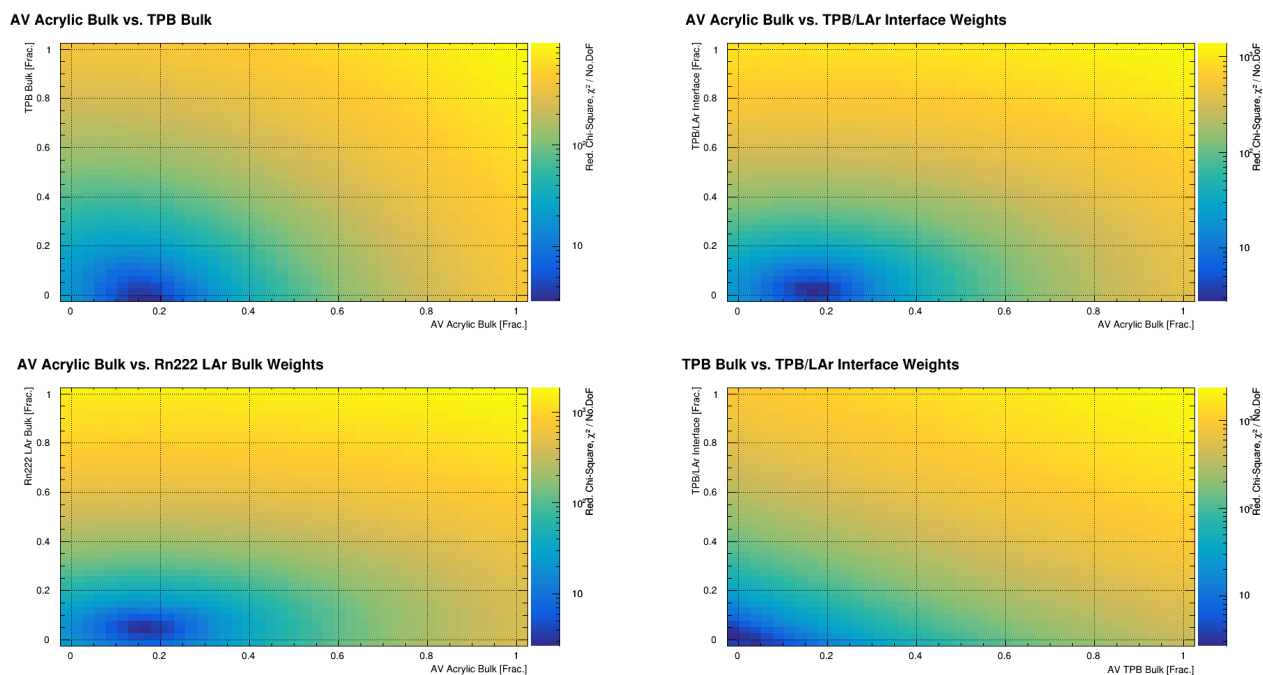 AV Acrylic Bulk vs. TPB Bulk
TPB Bulk [Frac.]
1
0.8
0.6
0.4
0.2
0
0 0.2 0.4 0.6 0.8 1
AV Acrylic Bulk [Frac.]
10²
10
Red. Chi-Square, χ² / No.DoF
AV Acrylic Bulk vs. TPB/LAr Interface Weights
TPB/LAr Interface [Frac.]
1
0.8
0.6
0.4
0.2
0
0 0.2 0.4 0.6 0.8 1
AV Acrylic Bulk [Frac.]
10³
10²
10
Red. Chi-Square, χ² / No.DoF
AV Acrylic Bulk vs. Rn222 LAr Bulk Weights
Rn222 LAr Bulk [Frac.]
1
0.8
0.6
0.4
0.2
0
0 0.2 0.4 0.6 0.8 1
AV Acrylic Bulk [Frac.]
10³
10²
10
Red. Chi-Square, χ² / No.DoF
TPB Bulk vs. TPB/LAr Interface Weights
TPB/LAr Interface [Frac.]
1
0.8
0.6
0.4
0.2
0
0 0.2 0.4 0.6 0.8 1
AV TPB Bulk [Frac.]
10³
10²
10
Red. Chi-Square, χ² / No.DoF